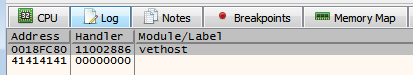 CPU Log Notes Breakpoints Memory Map
Address Handler Module/Label
0018FC80 11002886 vethost
41414141 00000000